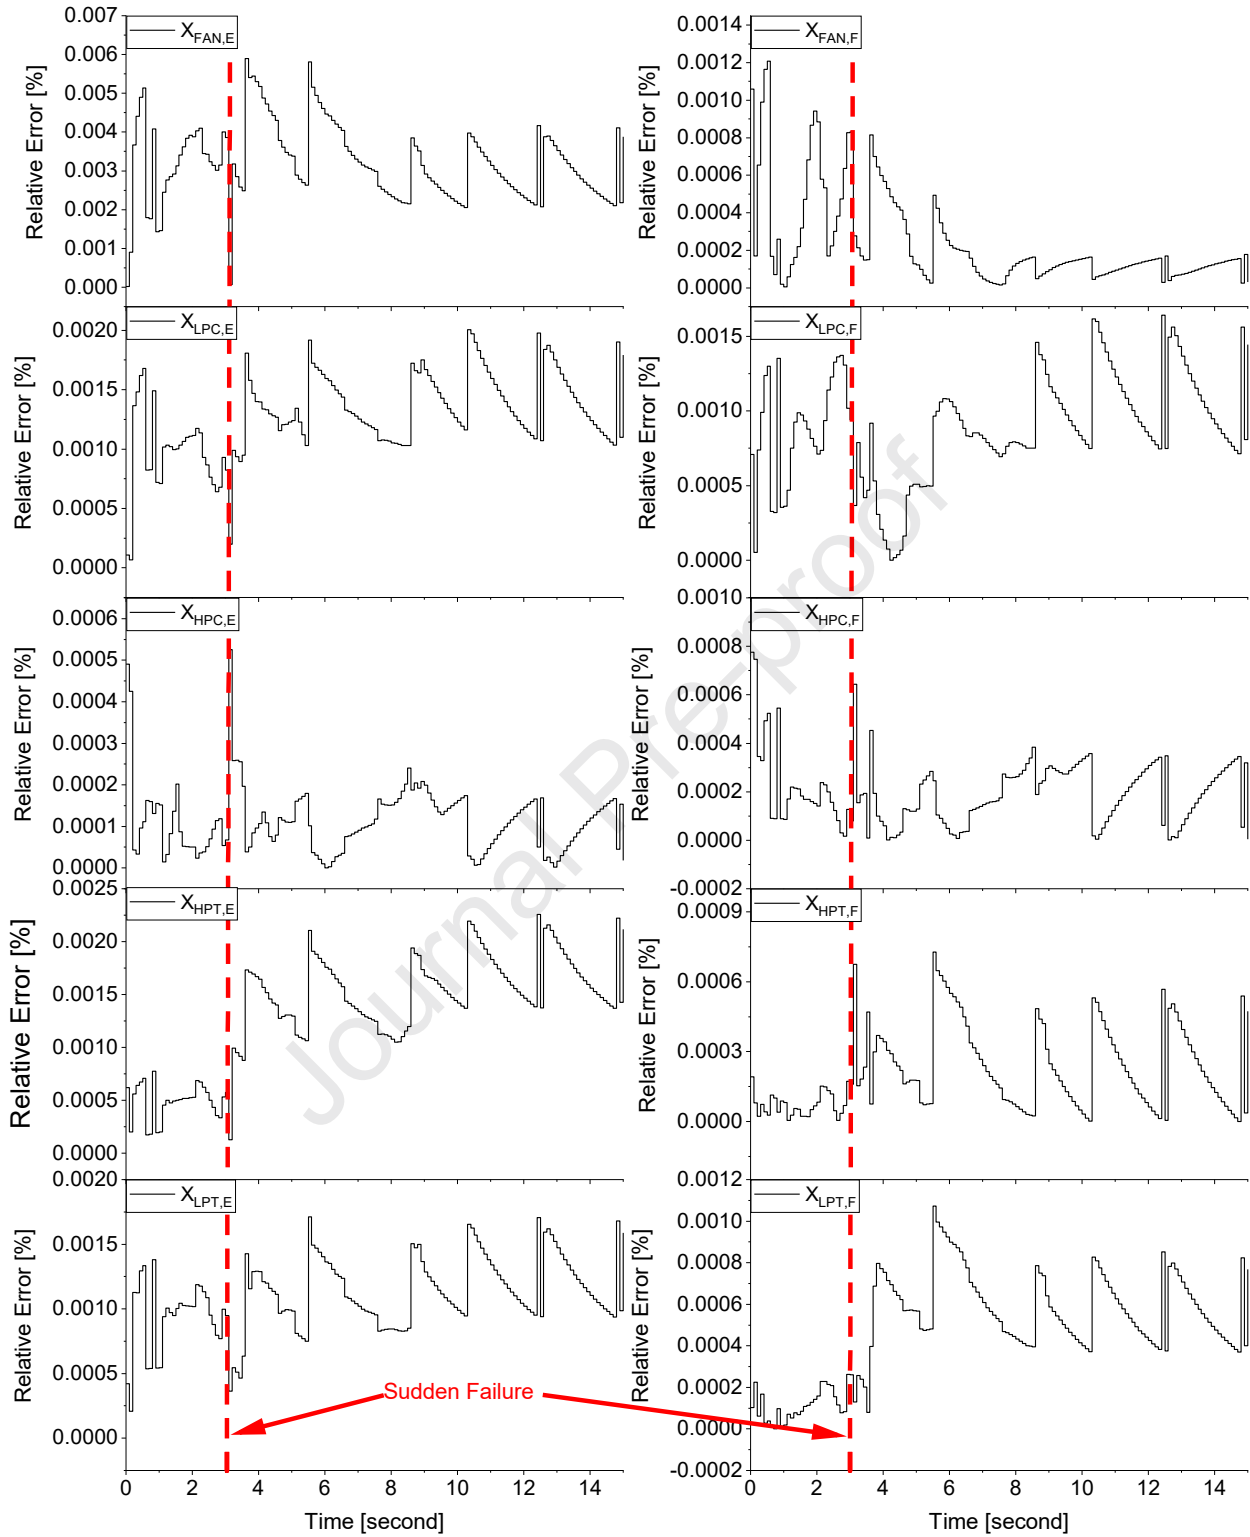 0.007
0.006
0.005
0.004
0.003
0.002
0.001
0.000
Relative Error [%]
X_FAN,E
0.0014
0.0012
0.0010
0.0008
0.0006
0.0004
0.0002
0.0000
Relative Error [%]
X_FAN,F
0.0020
0.0015
0.0010
0.0005
0.0000
Relative Error [%]
X_LPC,E
0.0015
0.0010
0.0005
0.0000
Relative Error [%]
X_LPC,F
0.0006
0.0005
0.0004
0.0003
0.0002
0.0001
0.0000
Relative Error [%]
X_HPC,E
0.0010
0.0008
0.0006
0.0004
0.0002
0.0000
-0.0002
Relative Error [%]
X_HPC,F
0.0025
0.0020
0.0015
0.0010
0.0005
0.0000
Relative Error [%]
X_HPT,E
0.0009
0.0006
0.0003
0.0000
Relative Error [%]
X_HPT,F
0.0020
0.0015
0.0010
0.0005
0.0000
Relative Error [%]
X_LPT,E
0.0012
0.0010
0.0008
0.0006
0.0004
0.0002
0.0000
-0.0002
Relative Error [%]
X_LPT,F
Sudden Failure
0 2 4 6 8 10 12 14
Time [second]
0 2 4 6 8 10 12 14
Time [second]
Journal Pre-proof